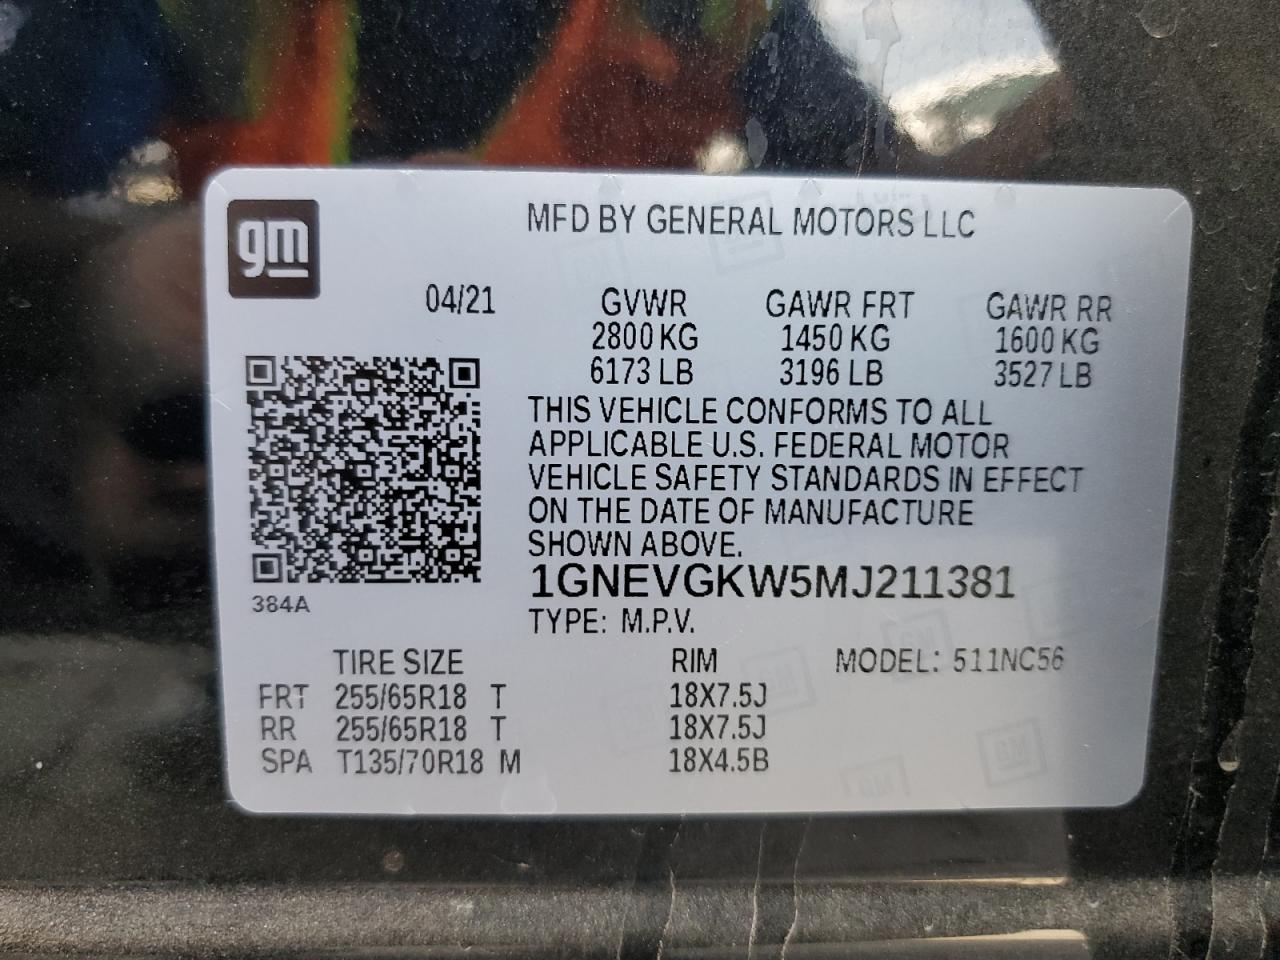 gm
MFD BY GENERAL MOTORS LLC
04/21
GVWR GAWR FRT GAWR RR
2800 KG 1450 KG 1600 KG
6173 LB 3196 LB 3527 LB
THIS VEHICLE CONFORMS TO ALL
APPLICABLE U.S. FEDERAL MOTOR
VEHICLE SAFETY STANDARDS IN EFFECT
ON THE DATE OF MANUFACTURE
SHOWN ABOVE.
1GNEVGKW5MJ211381
384A
TYPE: M.P.V.
TIRE SIZE RIM MODEL: 511NC56
FRT 255/65R18 T 18X7.5J
RR 255/65R18 T 18X7.5J
SPA T135/70R18 M 18X4.5B